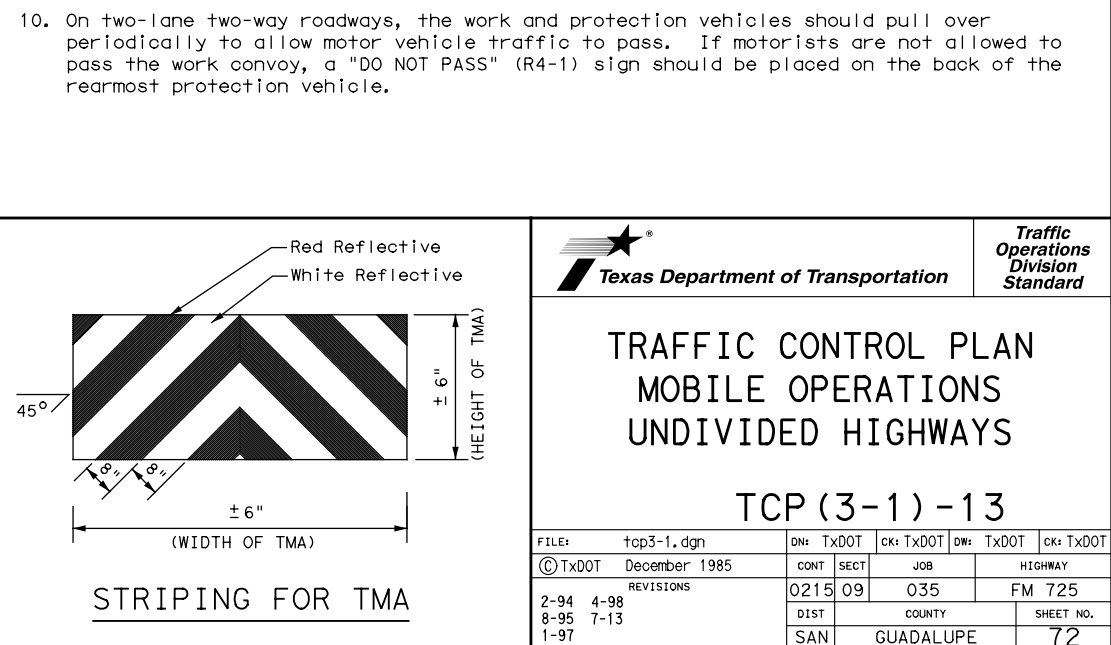 10. On two-lane two-way roadways, the work and protection vehicles should pull over
periodically to allow motor vehicle traffic to pass. If motorists are not allowed to
pass the work convoy, a "DO NOT PASS" (R4-1) sign should be placed on the back of the
rearmost protection vehicle.
Red Reflective
White Reflective
45°
8"
8"
± 6"
(HEIGHT OF TMA)
± 6"
(WIDTH OF TMA)
STRIPING FOR TMA
®
Texas Department of Transportation
Traffic
Operations
Division
Standard
TRAFFIC CONTROL PLAN
MOBILE OPERATIONS
UNDIVIDED HIGHWAYS
TCP(3-1)-13
FILE: tcp3-1.dgn DN: TxDOT CK: TxDOT DW: TxDOT CK: TxDOT
© TxDOT December 1985 CONT SECT JOB HIGHWAY
REVISIONS 0215 09 035 FM 725
2-94 4-98
8-95 7-13 DIST COUNTY SHEET NO.
1-97 SAN GUADALUPE 72